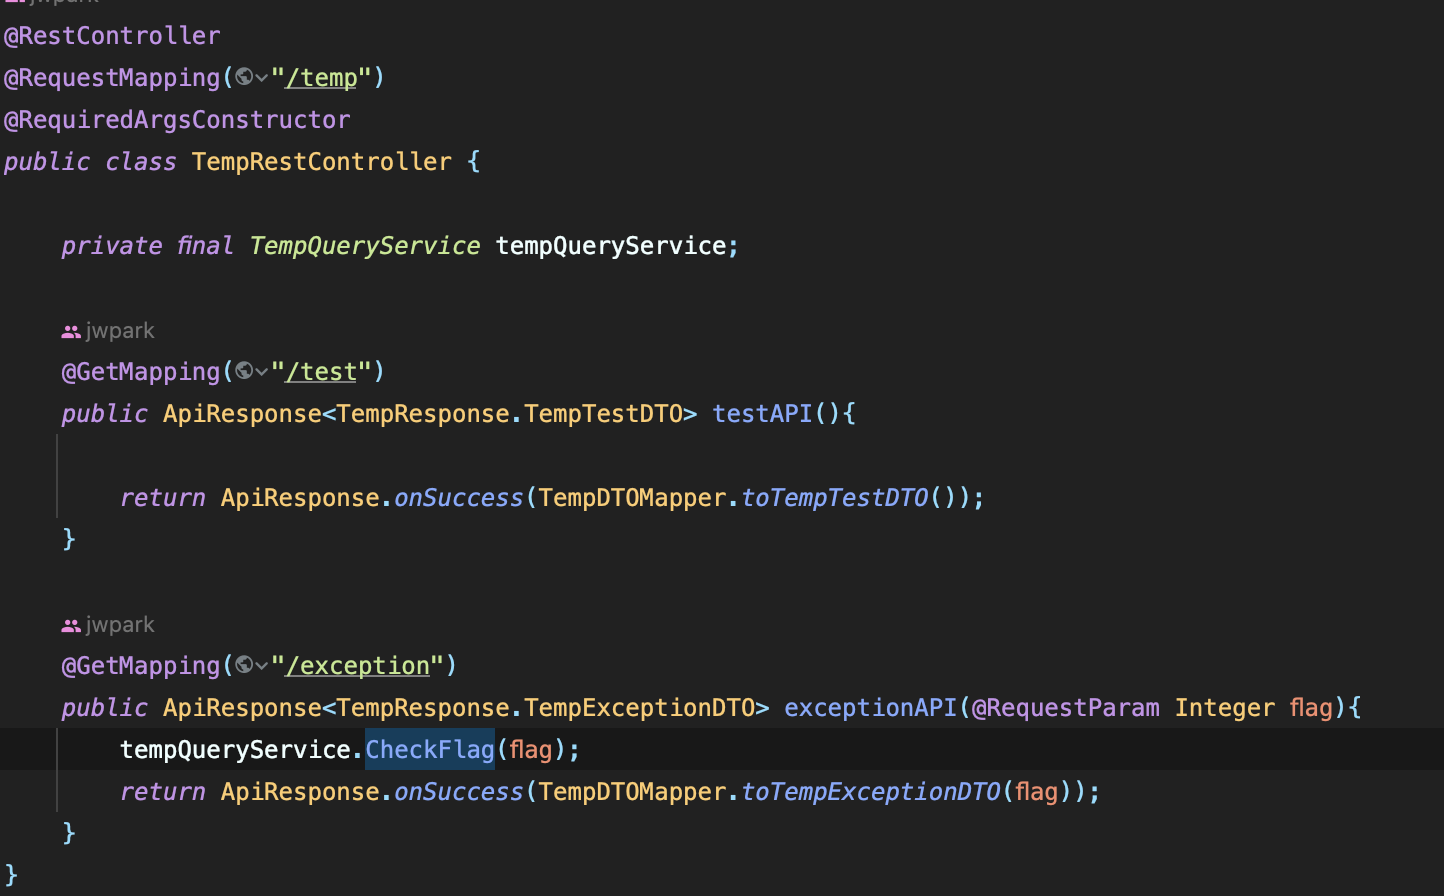 jwpark
@RestController
@RequestMapping("/temp")
@RequiredArgsConstructor
public class TempRestController {
private final TempQueryService tempQueryService;
jwpark
@GetMapping("/test")
public ApiResponse<TempResponse.TempTestDTO> testAPI(){
return ApiResponse.onSuccess(TempDTOMapper.toTempTestDTO());
}
jwpark
@GetMapping("/exception")
public ApiResponse<TempResponse.TempExceptionDTO> exceptionAPI(@RequestParam Integer flag){
tempQueryService.CheckFlag(flag);
return ApiResponse.onSuccess(TempDTOMapper.toTempExceptionDTO(flag));
}
}